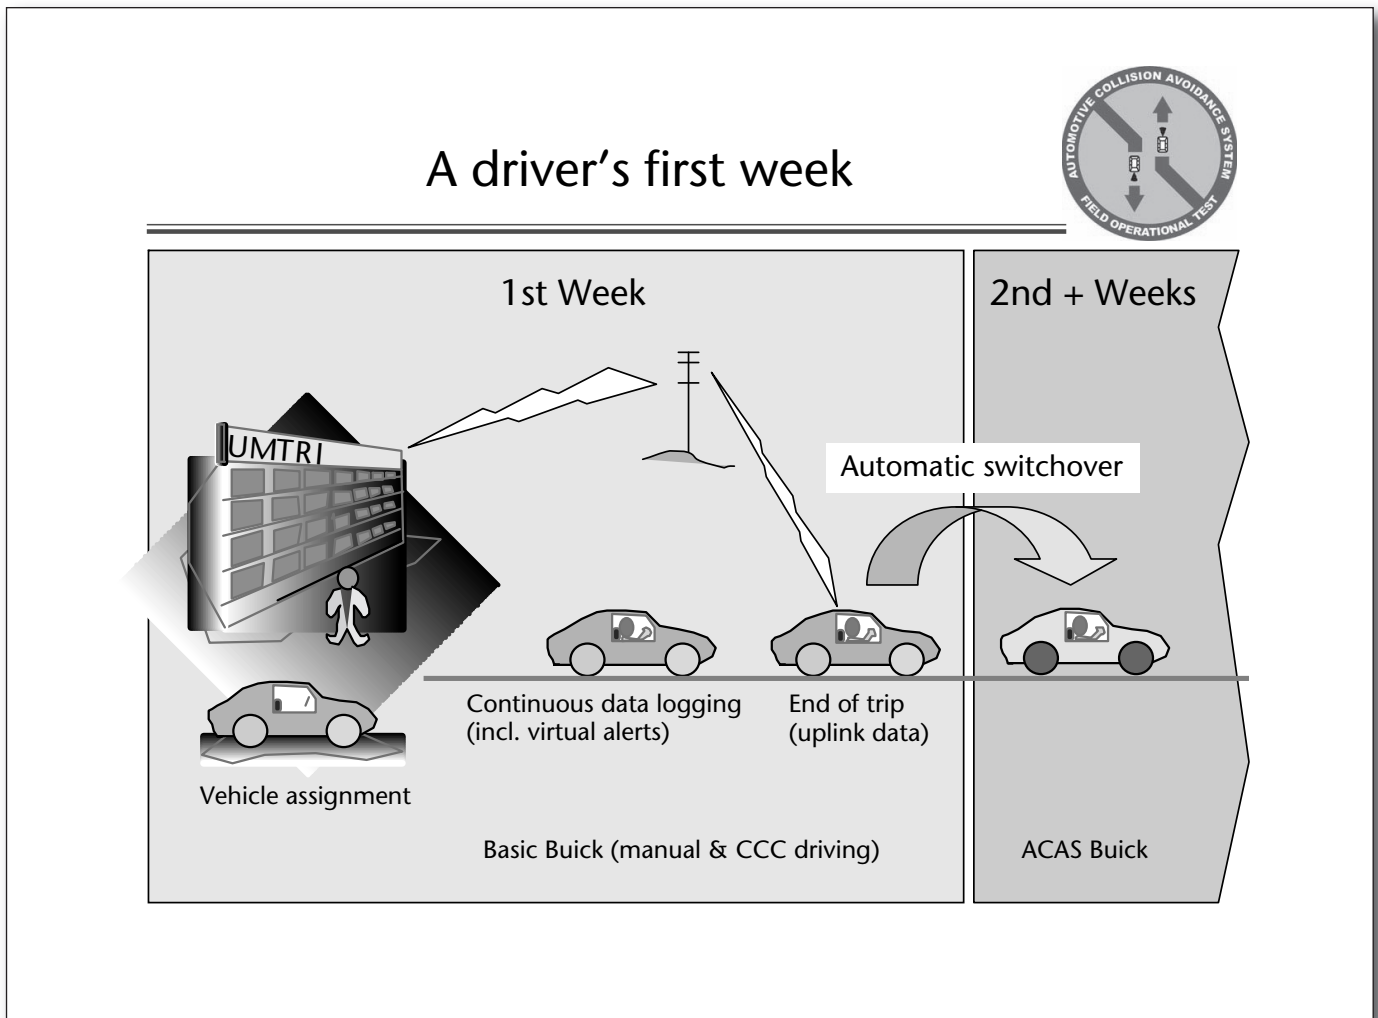 A driver's first week
AUTOMOTIVE COLLISION AVOIDANCE SYSTEM
FIELD OPERATIONAL TEST
1st Week
2nd + Weeks
UMTRI
Automatic switchover
Continuous data logging
(incl. virtual alerts)
End of trip
(uplink data)
Vehicle assignment
Basic Buick (manual & CCC driving)
ACAS Buick